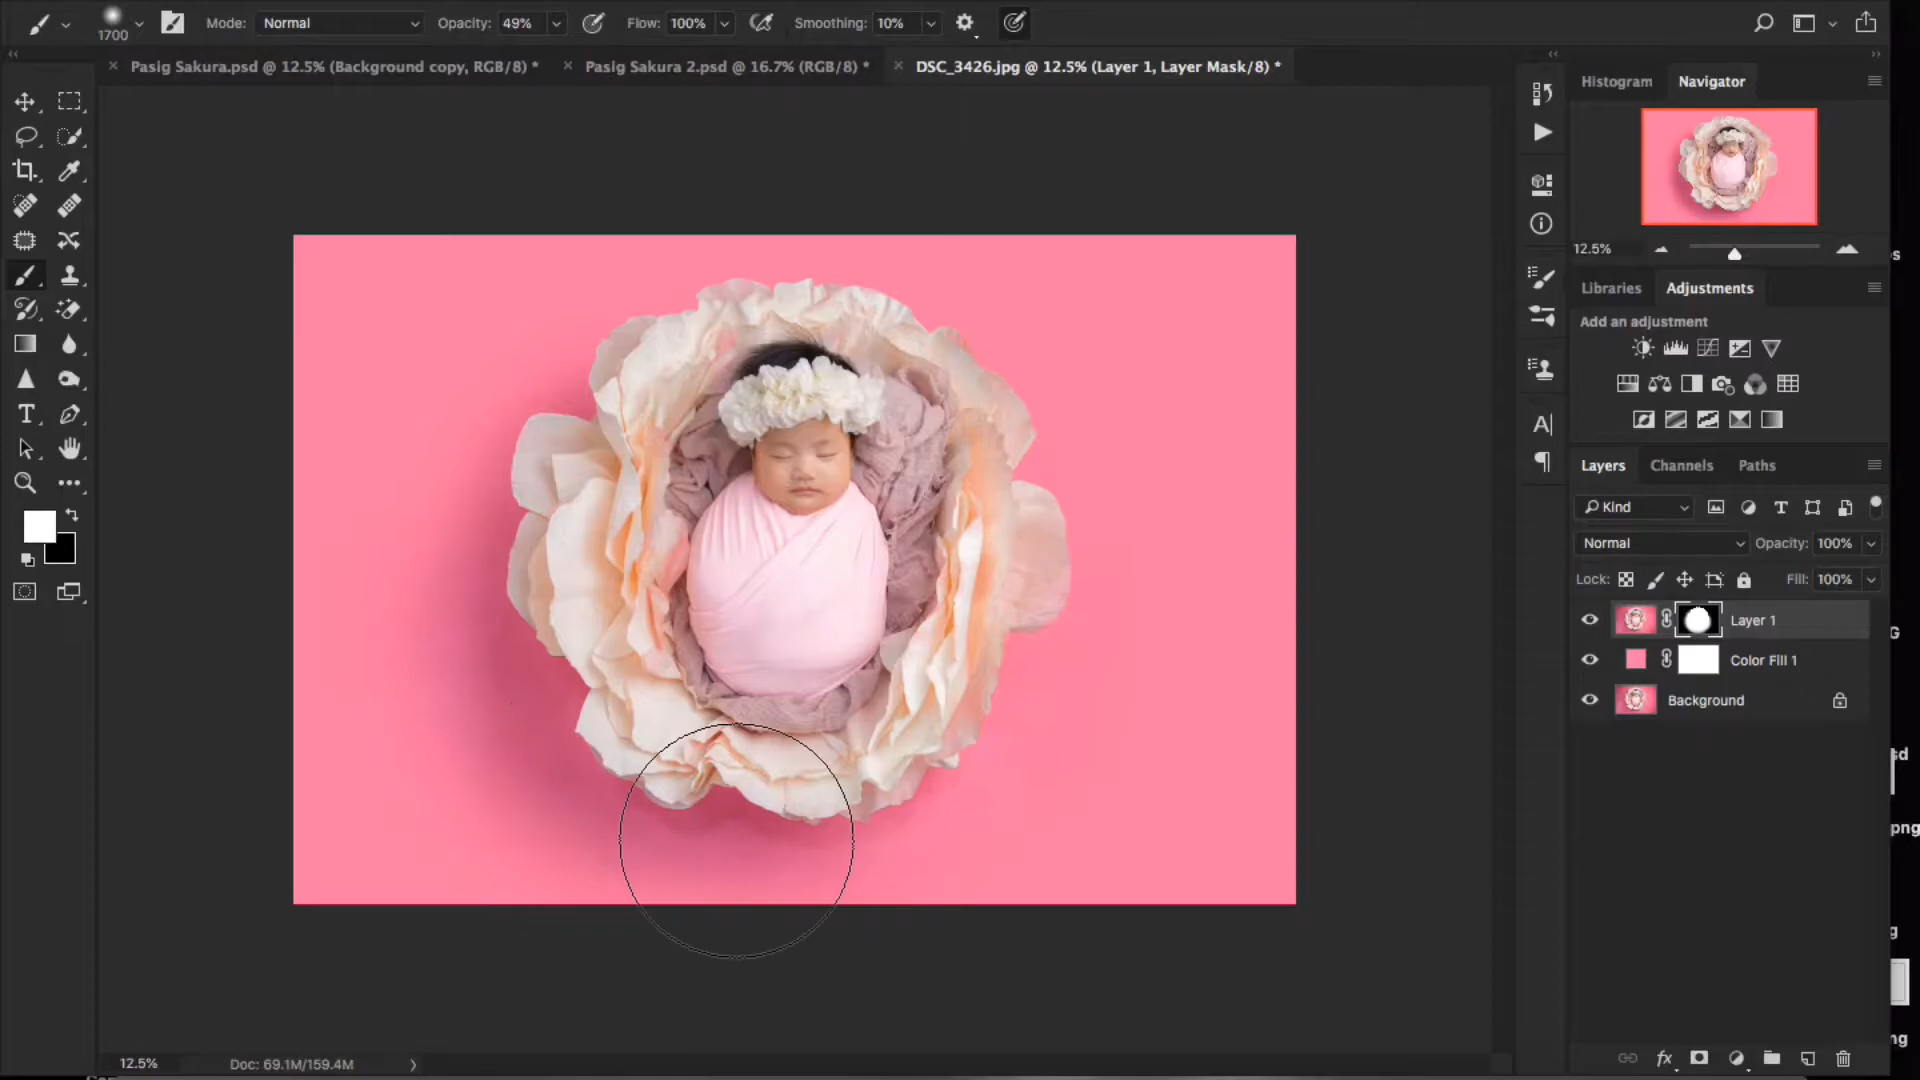 1700 Mode: Normal Opacity: 49% Flow: 100% Smoothing: 10%
Pasig Sakura.psd @ 12.5% (Background copy, RGB/8) *
Pasig Sakura 2.psd @ 16.7% (RGB/8) *
DSC_3426.jpg @ 12.5% (Layer 1, Layer Mask/8) *
Histogram Navigator
12.5%
Libraries Adjustments
Add an adjustment
Layers Channels Paths
Kind
Normal Opacity: 100%
Lock: Fill: 100%
Layer 1
Color Fill 1
Background
12.5% Doc: 69.1M/159.4M